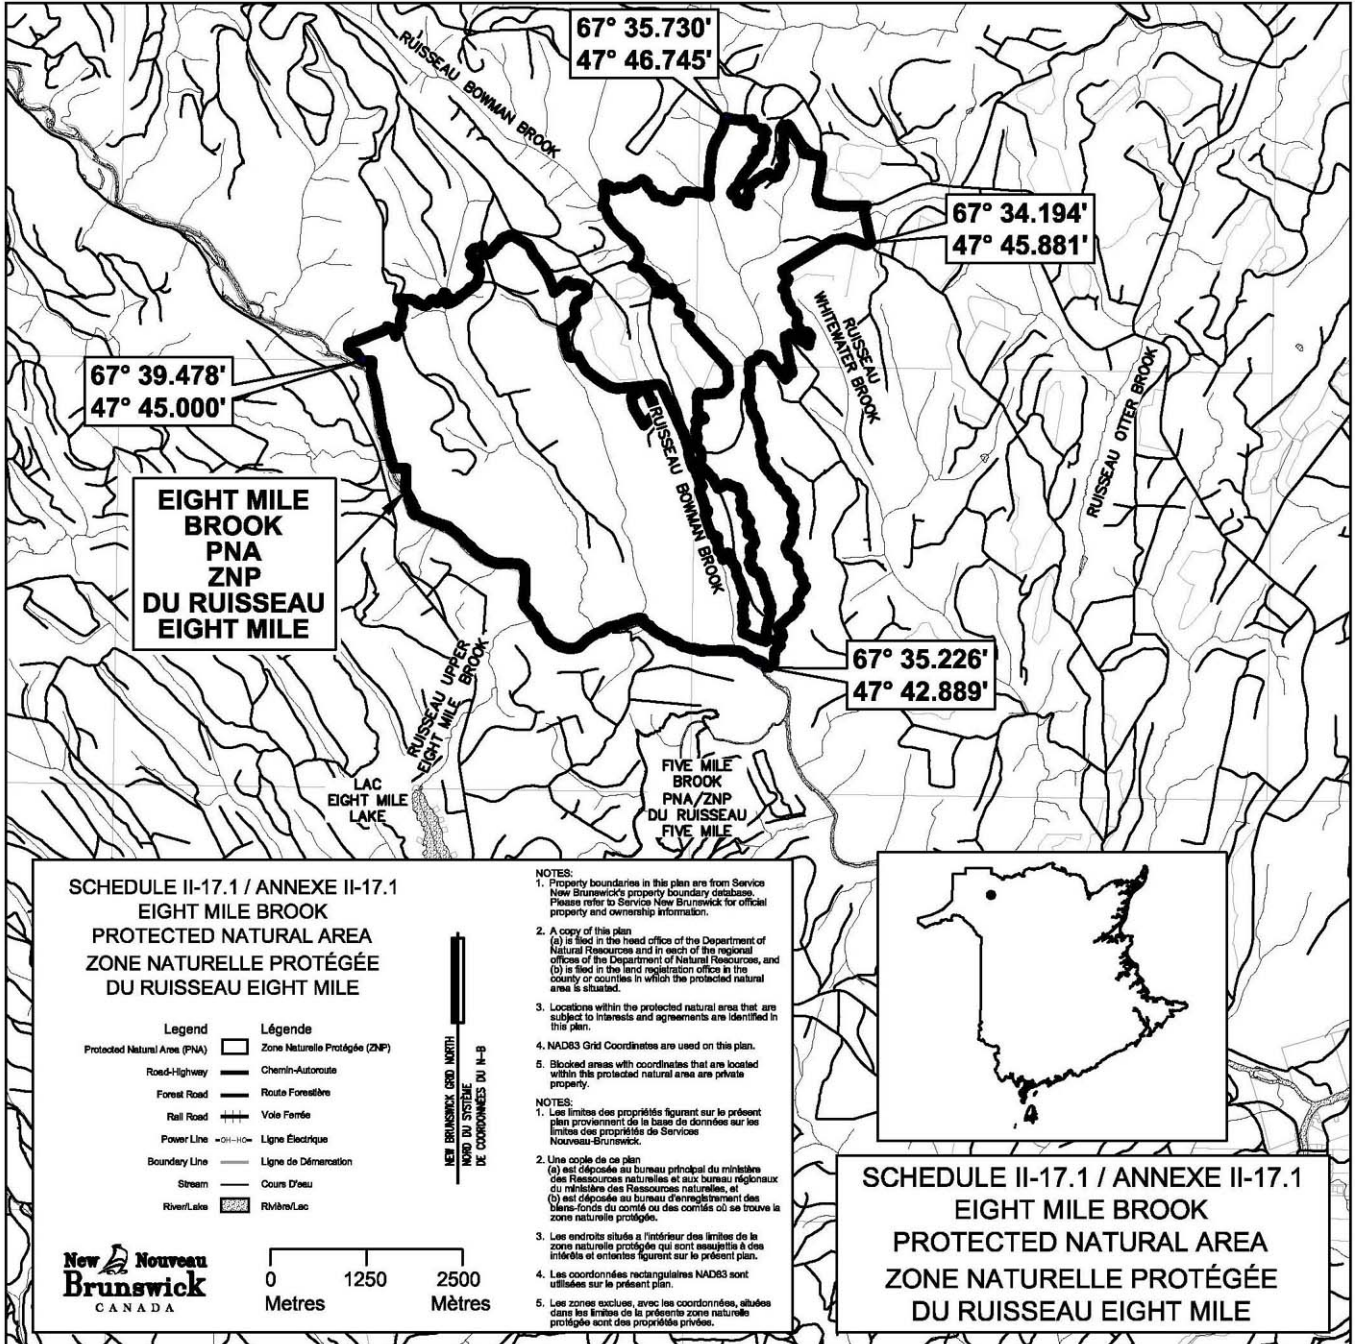 RUISSEAU BOWMAN BROOK
67° 35.730'
47° 46.745'
67° 34.194'
47° 45.881'
RUISSEAU
WHITEWATER BROOK
RUISSEAU OTTER BROOK
67° 39.478'
47° 45.000'
RUISSEAU BOWMAN BROOK
EIGHT MILE
BROOK
PNA
ZNP
DU RUISSEAU
EIGHT MILE
RUISSEAU UPPER
EIGHT MILE BROOK
67° 35.226'
47° 42.889'
LAC
EIGHT MILE
LAKE
FIVE MILE
BROOK
PNA/ZNP
DU RUISSEAU
FIVE MILE
SCHEDULE II-17.1 / ANNEXE II-17.1
EIGHT MILE BROOK
PROTECTED NATURAL AREA
ZONE NATURELLE PROTÉGÉE
DU RUISSEAU EIGHT MILE
Legend Légende
Protected Natural Area (PNA) Zone Naturelle Protégée (ZNP)
Road-Highway Chemin-Autoroute
Forest Road Route Forestière
Rail Road Voie Ferrée
Power Line OH-HO Ligne Électrique
Boundary Line Ligne de Démarcation
Stream Cours D'eau
River/Lake Rivière/Lac
NEW BRUNSWICK GRID NORTH
NORD DU SYSTÈME
DE COORDONNÉES DU N-B
New Nouveau
Brunswick
CANADA
0 1250 2500
Metres Mètres
NOTES:
1. Property boundaries in this plan are from Service
New Brunswick's property boundary database.
Please refer to Service New Brunswick for official
property and ownership information.
2. A copy of this plan
(a) is filed in the head office of the Department of
Natural Resources and in each of the regional
offices of the Department of Natural Resources, and
(b) is filed in the land registration office in the
county or counties in which the protected natural
area is situated.
3. Locations within the protected natural area that are
subject to interests and agreements are identified in
this plan.
4. NAD83 Grid Coordinates are used on this plan.
5. Blocked areas with coordinates that are located
within this protected natural area are private
property.
NOTES:
1. Les limites des propriétés figurant sur le présent
plan proviennent de la base de données sur les
limites des propriétés de Services
Nouveau-Brunswick.
2. Une copie de ce plan
(a) est déposée au bureau principal du ministère
des Ressources naturelles et aux bureau régionaux
du ministère des Ressources naturelles, et
(b) est déposée au bureau d'enregistrement des
biens-fonds du comté ou des comtés où se trouve la
zone naturelle protégée.
3. Les endroits situés a l'intérieur des limites de la
zone naturelle protégée qui sont assujettis à des
intérêts et ententes figurent sur le présent plan.
4. Les coordonnées rectangulaires NAD83 sont
utilisées sur le présent plan.
5. Les zones exclues, avec les coordonnées, situées
dans les limites de la présente zone naturelle
protégée sont des propriétés privées.
SCHEDULE II-17.1 / ANNEXE II-17.1
EIGHT MILE BROOK
PROTECTED NATURAL AREA
ZONE NATURELLE PROTÉGÉE
DU RUISSEAU EIGHT MILE